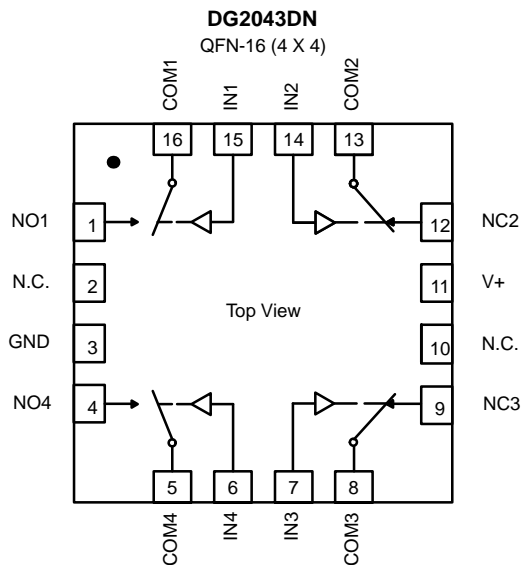 DG2043DN
QFN-16 (4 X 4)
COM1
IN1
IN2
COM2
16
15
14
13
NO1
1
12
NC2
N.C.
2
11
V+
Top View
GND
3
10
N.C.
NO4
4
9
NC3
5
6
7
8
COM4
IN4
IN3
COM3